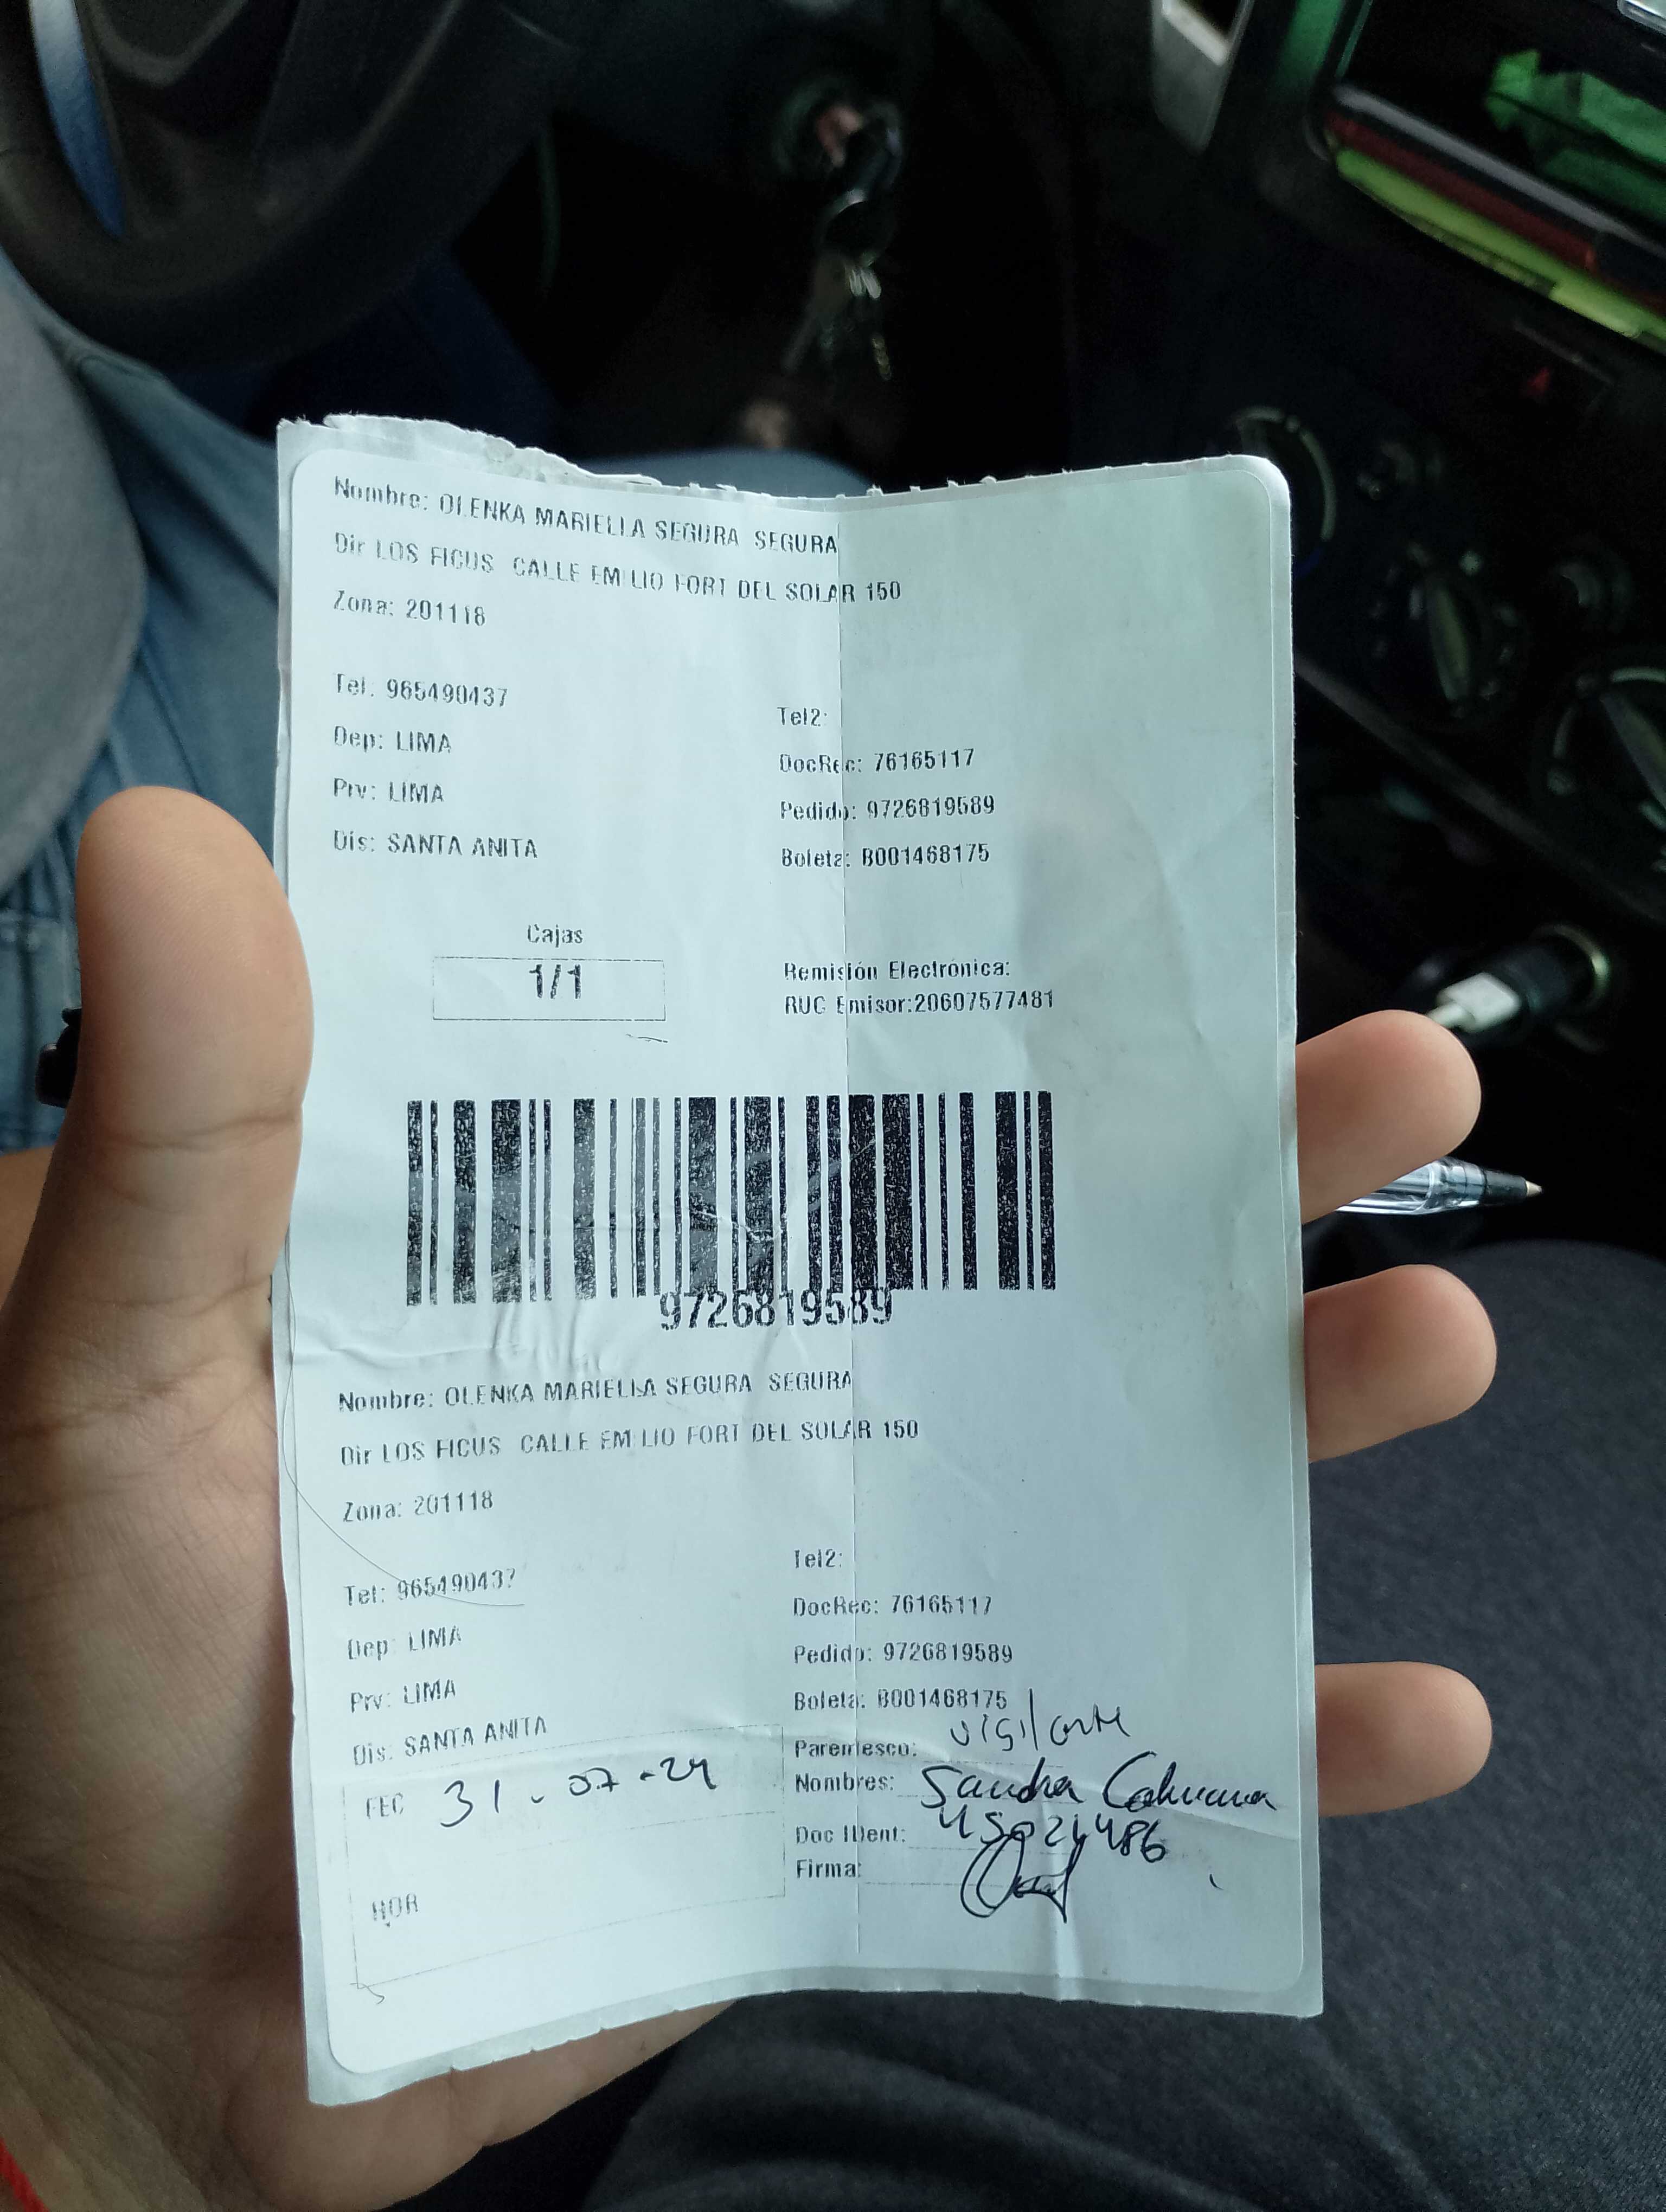 Nombre: OLENKA MARIELLA SEGURA SEGURA
Dir LOS FICUS CALLE EMILIO FORT DEL SOLAR 150
Zona: 201118
Tel: 965490437
Tel2:
Dep: LIMA
DocRec: 76165117
Prv: LIMA
Pedido: 9726819589
Dis: SANTA ANITA
Boleta: B001468175
Cajas
1/1
Remisión Electrónica:
RUC Emisor:20607577481
9726819589
Nombre: OLENKA MARIELLA SEGURA SEGURA
Dir LOS FICUS CALLE EMILIO FORT DEL SOLAR 150
Zona: 201118
Tel: 965490437
Tel2:
Dep: LIMA
DocRec: 76165117
Prv: LIMA
Pedido: 9726819589
Dis: SANTA ANITA
Boleta: B001468175
Parentesco: vigilante
FEC 31-07-24
Nombres: Sandra
Doc Ident:
Firma:
HOR